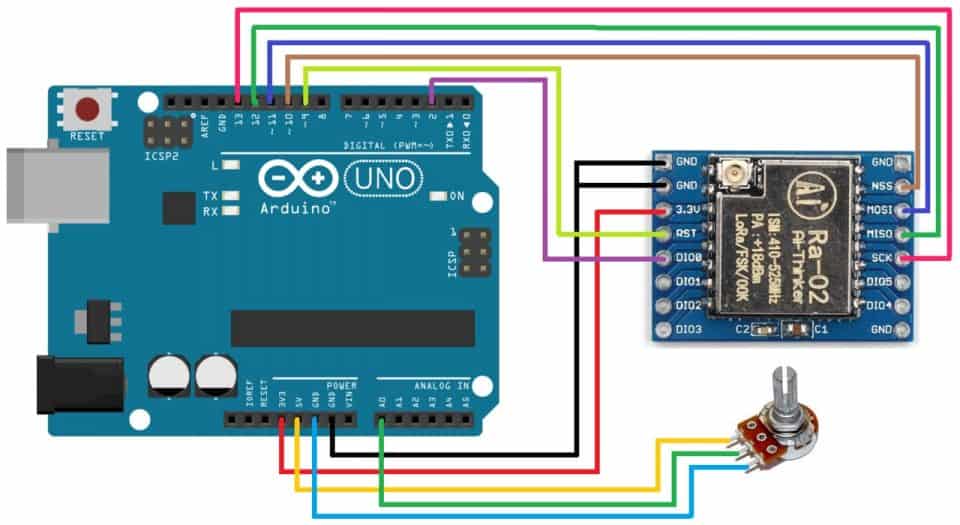 AREF
GND
13
12
~11
~10
~9
8
7
~6
~5
4
~3
2
TX0▶1
RX0◀0
RESET
ICSP2
DIGITAL (PWM=~)
L
TX
RX
Arduino™
UNO
ON
1
ICSP
IOREF
RESET
3V3
5V
GND
GND
VIN
POWER
ANALOG IN
A0
A1
A2
A3
A4
A5
GND
GND
3.3V
RST
DIO0
DIO1
DIO2
DIO3
Ai
Ra-02
Ai-Thinker
ISM:410-525MHz
PA :+18dBm
LoRa/FSK/OOK
C2
C1
GND
NSS
MOSI
MISO
SCK
DIO5
DIO4
GND